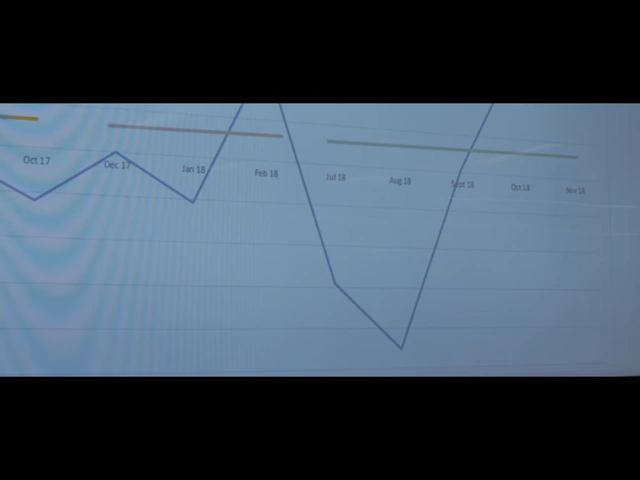 Oct 17
Dec 17
Jan 18
Feb 18
Jul 18
Aug 18
Sept 18
Oct 18
Nov 18